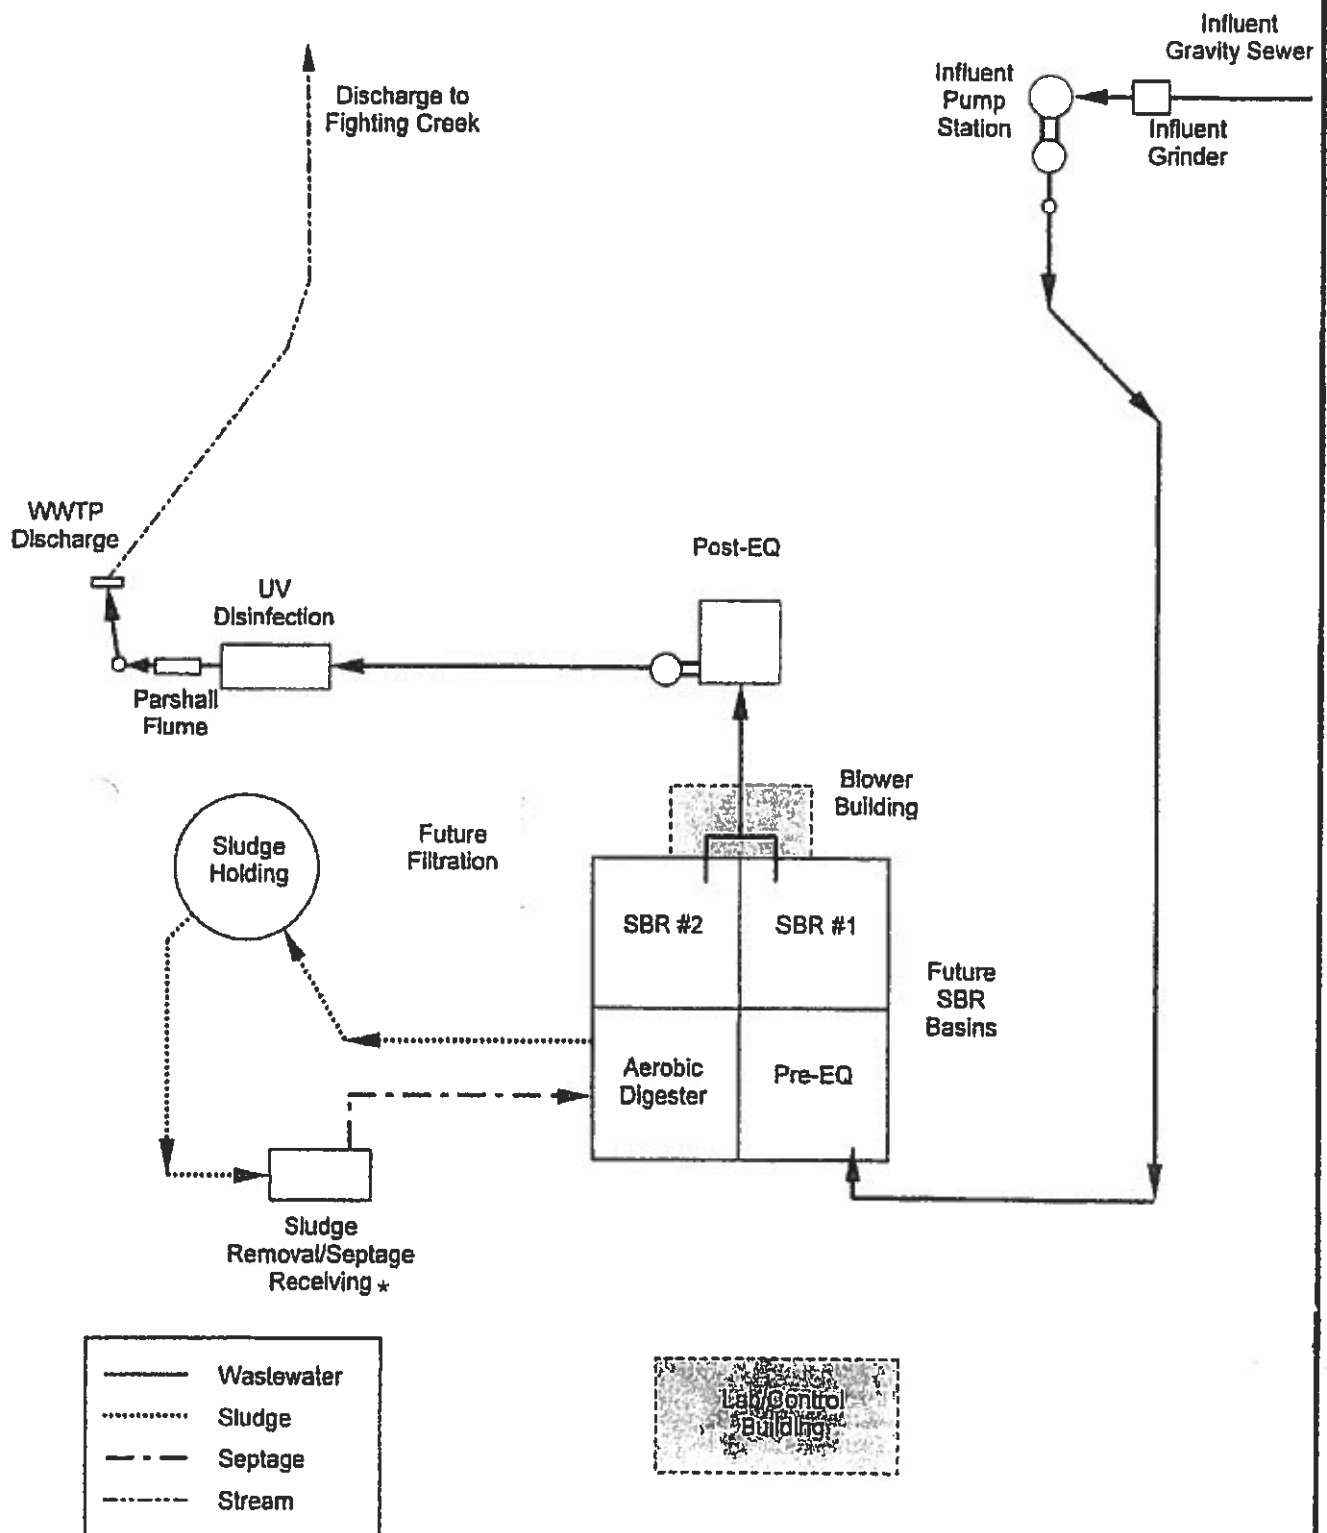 Influent
Gravity Sewer
Influent
Pump
Station
Influent
Grinder
Discharge to
Fighting Creek
WWTP
Discharge
UV
Disinfection
Post-EQ
Parshall
Flume
Blower
Building
Sludge
Holding
Future
Filtration
SBR #2
SBR #1
Future
SBR
Basins
Aerobic
Digester
Pre-EQ
Sludge
Removal/Septage
Receiving *
Wastewater
Sludge
Septage
Stream
Lab/Control
Building